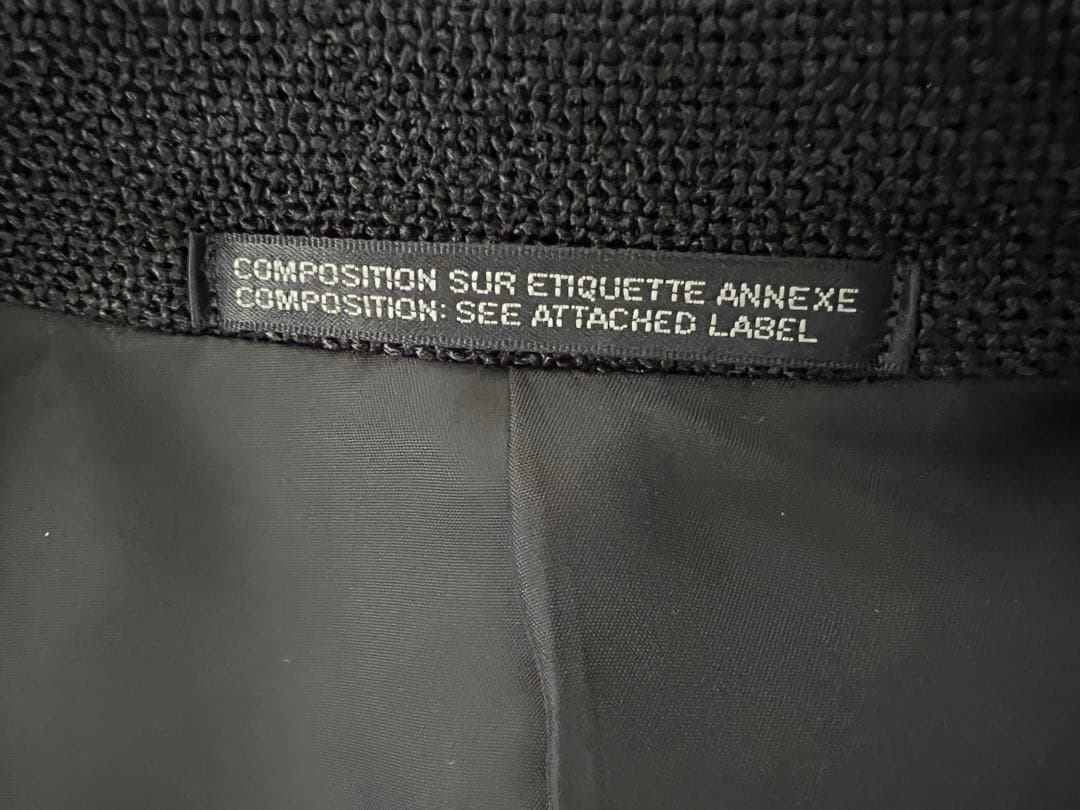 COMPOSITION SUR ETIQUETTE ANNEXE
COMPOSITION: SEE ATTACHED LABEL